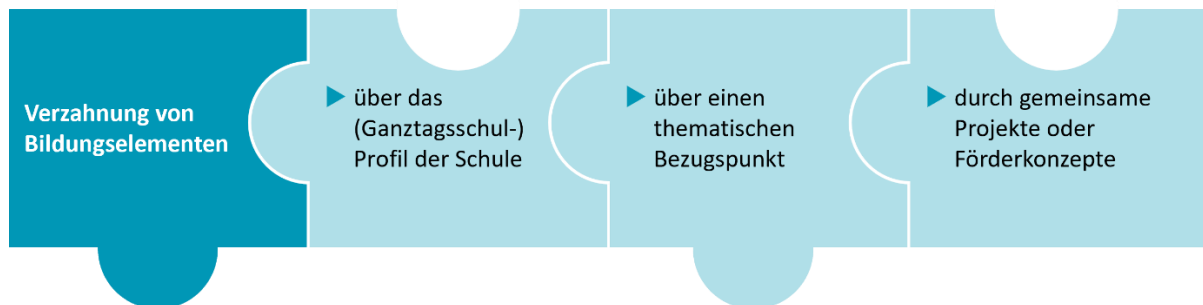 Verzahnung von
Bildungselementen
über das
(Ganztagsschul-)
Profil der Schule
über einen
thematischen
Bezugspunkt
durch gemeinsame
Projekte oder
Förderkonzepte